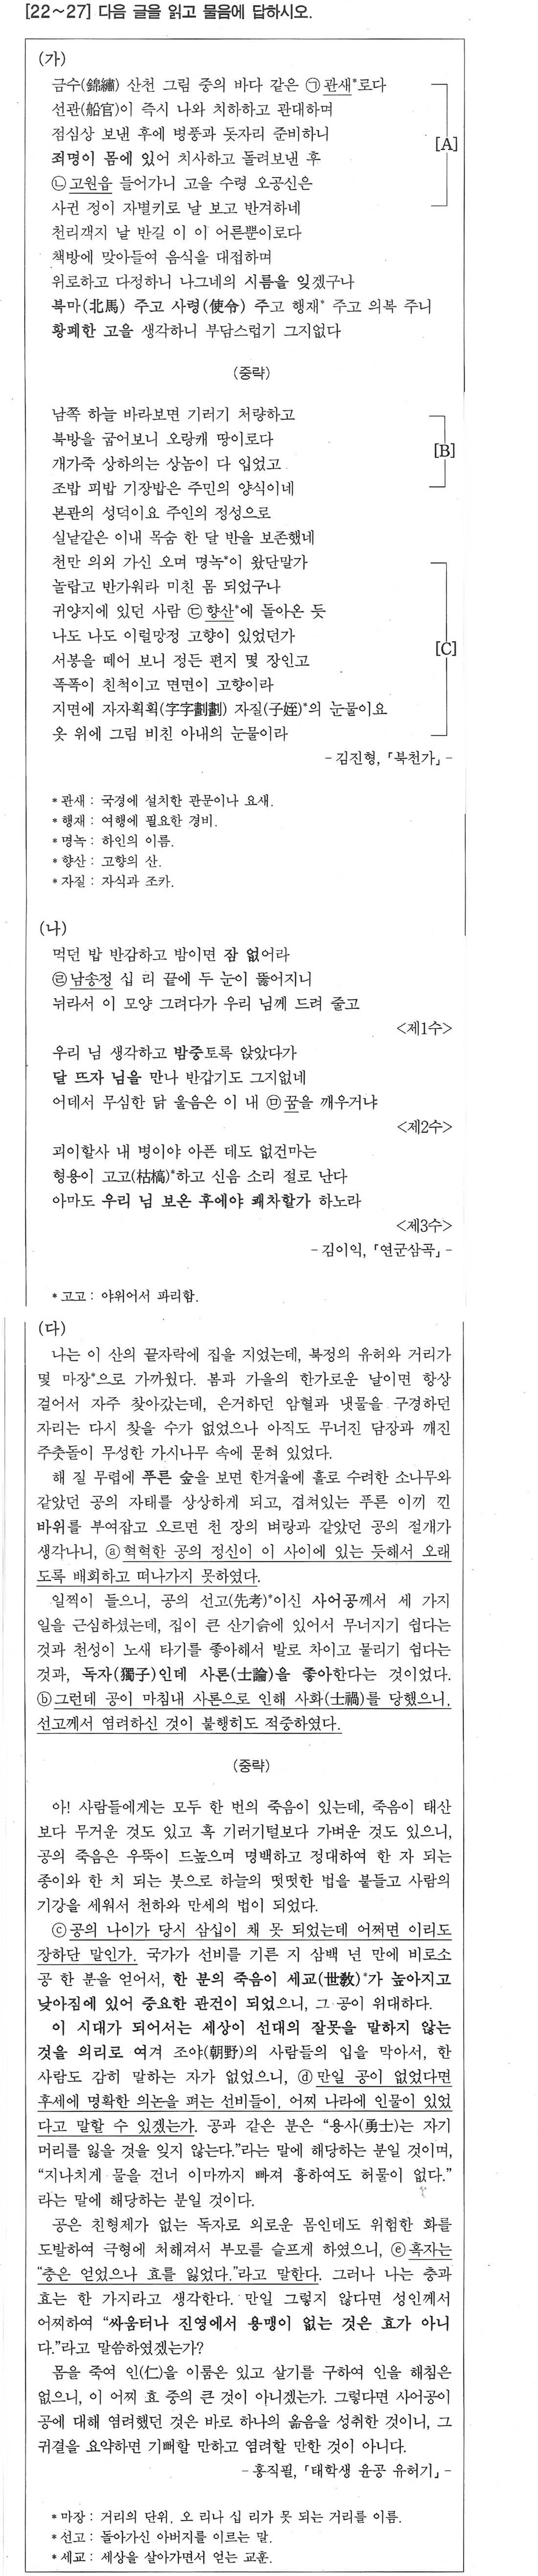 [22~27] 다음 글을 읽고 물음에 답하시오.
(가)
금수(錦繡) 산천 그림 중의 바다 같은 ㉠관새*로다
선관(船官)이 즉시 나와 치하하고 관대하며
점심상 보낸 후에 병풍과 돗자리 준비하니
[A]
죄명이 몸에 있어 치사하고 돌려보낸 후
㉡고원읍 들어가니 고을 수령 오공신은
사귄 정이 자별키로 날 보고 반겨하네
천리객지 날 반길 이 이 어른뿐이로다
책방에 맞아들여 음식을 대접하며
위로하고 다정하니 나그네의 시름을 잊겠구나
북마(北馬) 주고 사령(使令) 주고 행재* 주고 의복 주니
황폐한 고을 생각하니 부담스럽기 그지없다
(중략)
남쪽 하늘 바라보면 기러기 처량하고
북방을 굽어보니 오랑캐 땅이로다
[B]
개가죽 상하의는 상놈이 다 입었고
조밥 피밥 기장밥은 주민의 양식이네
본관의 성덕이요 주인의 정성으로
실낱같은 이내 목숨 한 달 반을 보존했네
천만 의외 가신 오며 명녹*이 왔단말가
놀랍고 반가워라 미친 몸 되었구나
귀양지에 있던 사람 ㉢향산*에 돌아온 듯
나도 나도 이럴망정 고향이 있었던가
[C]
서봉을 떼어 보니 정든 편지 몇 장인고
폭폭이 친척이고 면면이 고향이라
지면에 자자획획(字字劃劃) 자질(子姪)*의 눈물이요
옷 위에 그림 비친 아내의 눈물이라
- 김진형, 「북천가」 -
* 관새 : 국경에 설치한 관문이나 요새.
* 행재 : 여행에 필요한 경비.
* 명녹 : 하인의 이름.
* 향산 : 고향의 산.
* 자질 : 자식과 조카.
(나)
먹던 밥 반감하고 밤이면 잠 없어라
㉣남송정 십 리 끝에 두 눈이 뚫어지니
뉘라서 이 모양 그려다가 우리 님께 드려 줄고
<제1수>
우리 님 생각하고 밤중토록 앉았다가
달 뜨자 님을 만나 반갑기도 그지없네
어데서 무심한 닭 울음은 이 내 ㉤꿈을 깨우거냐
<제2수>
괴이할사 내 병이야 아픈 데도 없건마는
형용이 고고(枯槁)*하고 신음 소리 절로 난다
아마도 우리 님 보온 후에야 쾌차할가 하노라
<제3수>
- 김이익, 「연군삼곡」 -
* 고고 : 야위어서 파리함.
(다)
나는 이 산의 끝자락에 집을 지었는데, 북정의 유허와 거리가
몇 마장*으로 가까웠다. 봄과 가을의 한가로운 날이면 항상
걸어서 자주 찾아갔는데, 은거하던 암혈과 냇물을 구경하던
자리는 다시 찾을 수가 없었으나 아직도 무너진 담장과 깨진
주춧돌이 무성한 가시나무 속에 묻혀 있었다.
해 질 무렵에 푸른 숲을 보면 한겨울에 홀로 수려한 소나무와
같았던 공의 자태를 상상하게 되고, 겹쳐있는 푸른 이끼 낀
바위를 부여잡고 오르면 천 장의 벼랑과 같았던 공의 절개가
생각나니, ⓐ혁혁한 공의 정신이 이 사이에 있는 듯해서 오래
도록 배회하고 떠나가지 못하였다.
일찍이 들으니, 공의 선고(先考)*이신 사어공께서 세 가지
일을 근심하셨는데, 집이 큰 산기슭에 있어서 무너지기 쉽다는
것과 천성이 노새 타기를 좋아해서 발로 차이고 물리기 쉽다는
것과, 독자(獨子)인데 사론(士論)을 좋아한다는 것이었다.
ⓑ그런데 공이 마침내 사론으로 인해 사화(士禍)를 당했으니,
선고께서 염려하신 것이 불행히도 적중하였다.
(중략)
아! 사람들에게는 모두 한 번의 죽음이 있는데, 죽음이 태산
보다 무거운 것도 있고 혹 기러기털보다 가벼운 것도 있으니,
공의 죽음은 우뚝이 드높으며 명백하고 정대하여 한 자 되는
종이와 한 치 되는 붓으로 하늘의 떳떳한 법을 붙들고 사람의
기강을 세워서 천하와 만세의 법이 되었다.
ⓒ공의 나이가 당시 삼십이 채 못 되었는데 어쩌면 이리도
장하단 말인가. 국가가 선비를 기른 지 삼백 년 만에 비로소
공 한 분을 얻어서, 한 분의 죽음이 세교(世敎)*가 높아지고
낮아짐에 있어 중요한 관건이 되었으니, 그 공이 위대하다.
이 시대가 되어서는 세상이 선대의 잘못을 말하지 않는
것을 의리로 여겨 조야(朝野)의 사람들의 입을 막아서, 한
사람도 감히 말하는 자가 없었으니, ⓓ만일 공이 없었다면
후세에 명확한 의논을 펴는 선비들이, 어찌 나라에 인물이 있었
다고 말할 수 있겠는가. 공과 같은 분은 “용사(勇士)는 자기
머리를 잃을 것을 잊지 않는다.”라는 말에 해당하는 분일 것이며,
“지나치게 물을 건너 이마까지 빠져 흉하여도 허물이 없다.”
라는 말에 해당하는 분일 것이다.
공은 친형제가 없는 독자로 외로운 몸인데도 위험한 화를
도발하여 극형에 처해져서 부모를 슬프게 하였으니, ⓔ혹자는
“충은 얻었으나 효를 잃었다.”라고 말한다. 그러나 나는 충과
효는 한 가지라고 생각한다. 만일 그렇지 않다면 성인께서
어찌하여 “싸움터나 진영에서 용맹이 없는 것은 효가 아니
다.”라고 말씀하였겠는가?
몸을 죽여 인(仁)을 이룸은 있고 살기를 구하여 인을 해침은
없으니, 이 어찌 효 중의 큰 것이 아니겠는가. 그렇다면 사어공이
공에 대해 염려했던 것은 바로 하나의 옳음을 성취한 것이니, 그
귀결을 요약하면 기뻐할 만하고 염려할 만한 것이 아니다.
- 홍직필, 「태학생 윤공 유허기」 -
* 마장 : 거리의 단위. 오 리나 십 리가 못 되는 거리를 이름.
* 선고 : 돌아가신 아버지를 이르는 말.
* 세교 : 세상을 살아가면서 얻는 교훈.